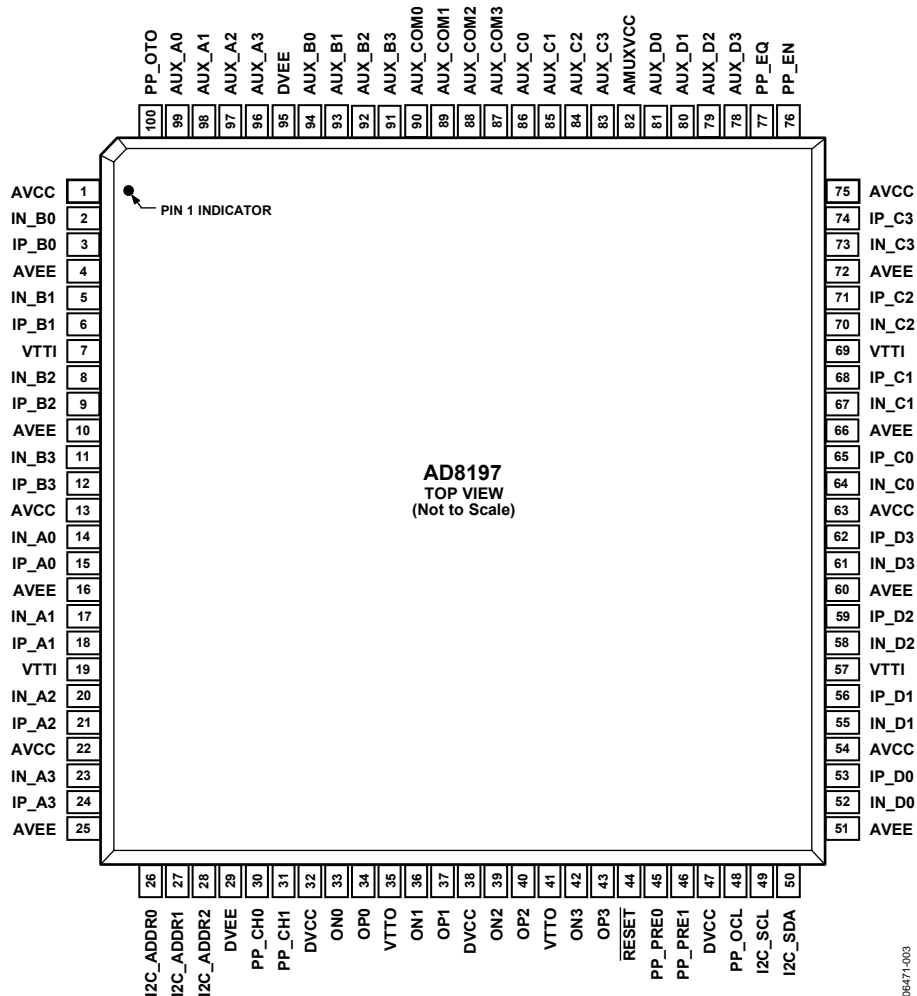 PP_OTO
AUX_A0
AUX_A1
AUX_A2
AUX_A3
DVEE
AUX_B0
AUX_B1
AUX_B2
AUX_B3
AUX_COM0
AUX_COM1
AUX_COM2
AUX_COM3
AUX_C0
AUX_C1
AUX_C2
AUX_C3
AMUXVCC
AUX_D0
AUX_D1
AUX_D2
AUX_D3
PP_EQ
PP_EN
100 99 98 97 96 95 94 93 92 91 90 89 88 87 86 85 84 83 82 81 80 79 78 77 76
AVCC 1
IN_B0 2
IP_B0 3
AVEE 4
IN_B1 5
IP_B1 6
VTTI 7
IN_B2 8
IP_B2 9
AVEE 10
IN_B3 11
IP_B3 12
AVCC 13
IN_A0 14
IP_A0 15
AVEE 16
IN_A1 17
IP_A1 18
VTTI 19
IN_A2 20
IP_A2 21
AVCC 22
IN_A3 23
IP_A3 24
AVEE 25
PIN 1 INDICATOR
AD8197
TOP VIEW
(Not to Scale)
75 AVCC
74 IP_C3
73 IN_C3
72 AVEE
71 IP_C2
70 IN_C2
69 VTTI
68 IP_C1
67 IN_C1
66 AVEE
65 IP_C0
64 IN_C0
63 AVCC
62 IP_D3
61 IN_D3
60 AVEE
59 IP_D2
58 IN_D2
57 VTTI
56 IP_D1
55 IN_D1
54 AVCC
53 IP_D0
52 IN_D0
51 AVEE
26 27 28 29 30 31 32 33 34 35 36 37 38 39 40 41 42 43 44 45 46 47 48 49 50
I2C_ADDR0
I2C_ADDR1
I2C_ADDR2
DVEE
PP_CH0
PP_CH1
DVCC
ON0
OP0
VTTO
ON1
OP1
DVCC
ON2
OP2
VTTO
ON3
OP3
RESET
PP_PRE0
PP_PRE1
DVCC
PP_OCL
I2C_SCL
I2C_SDA
06471-003